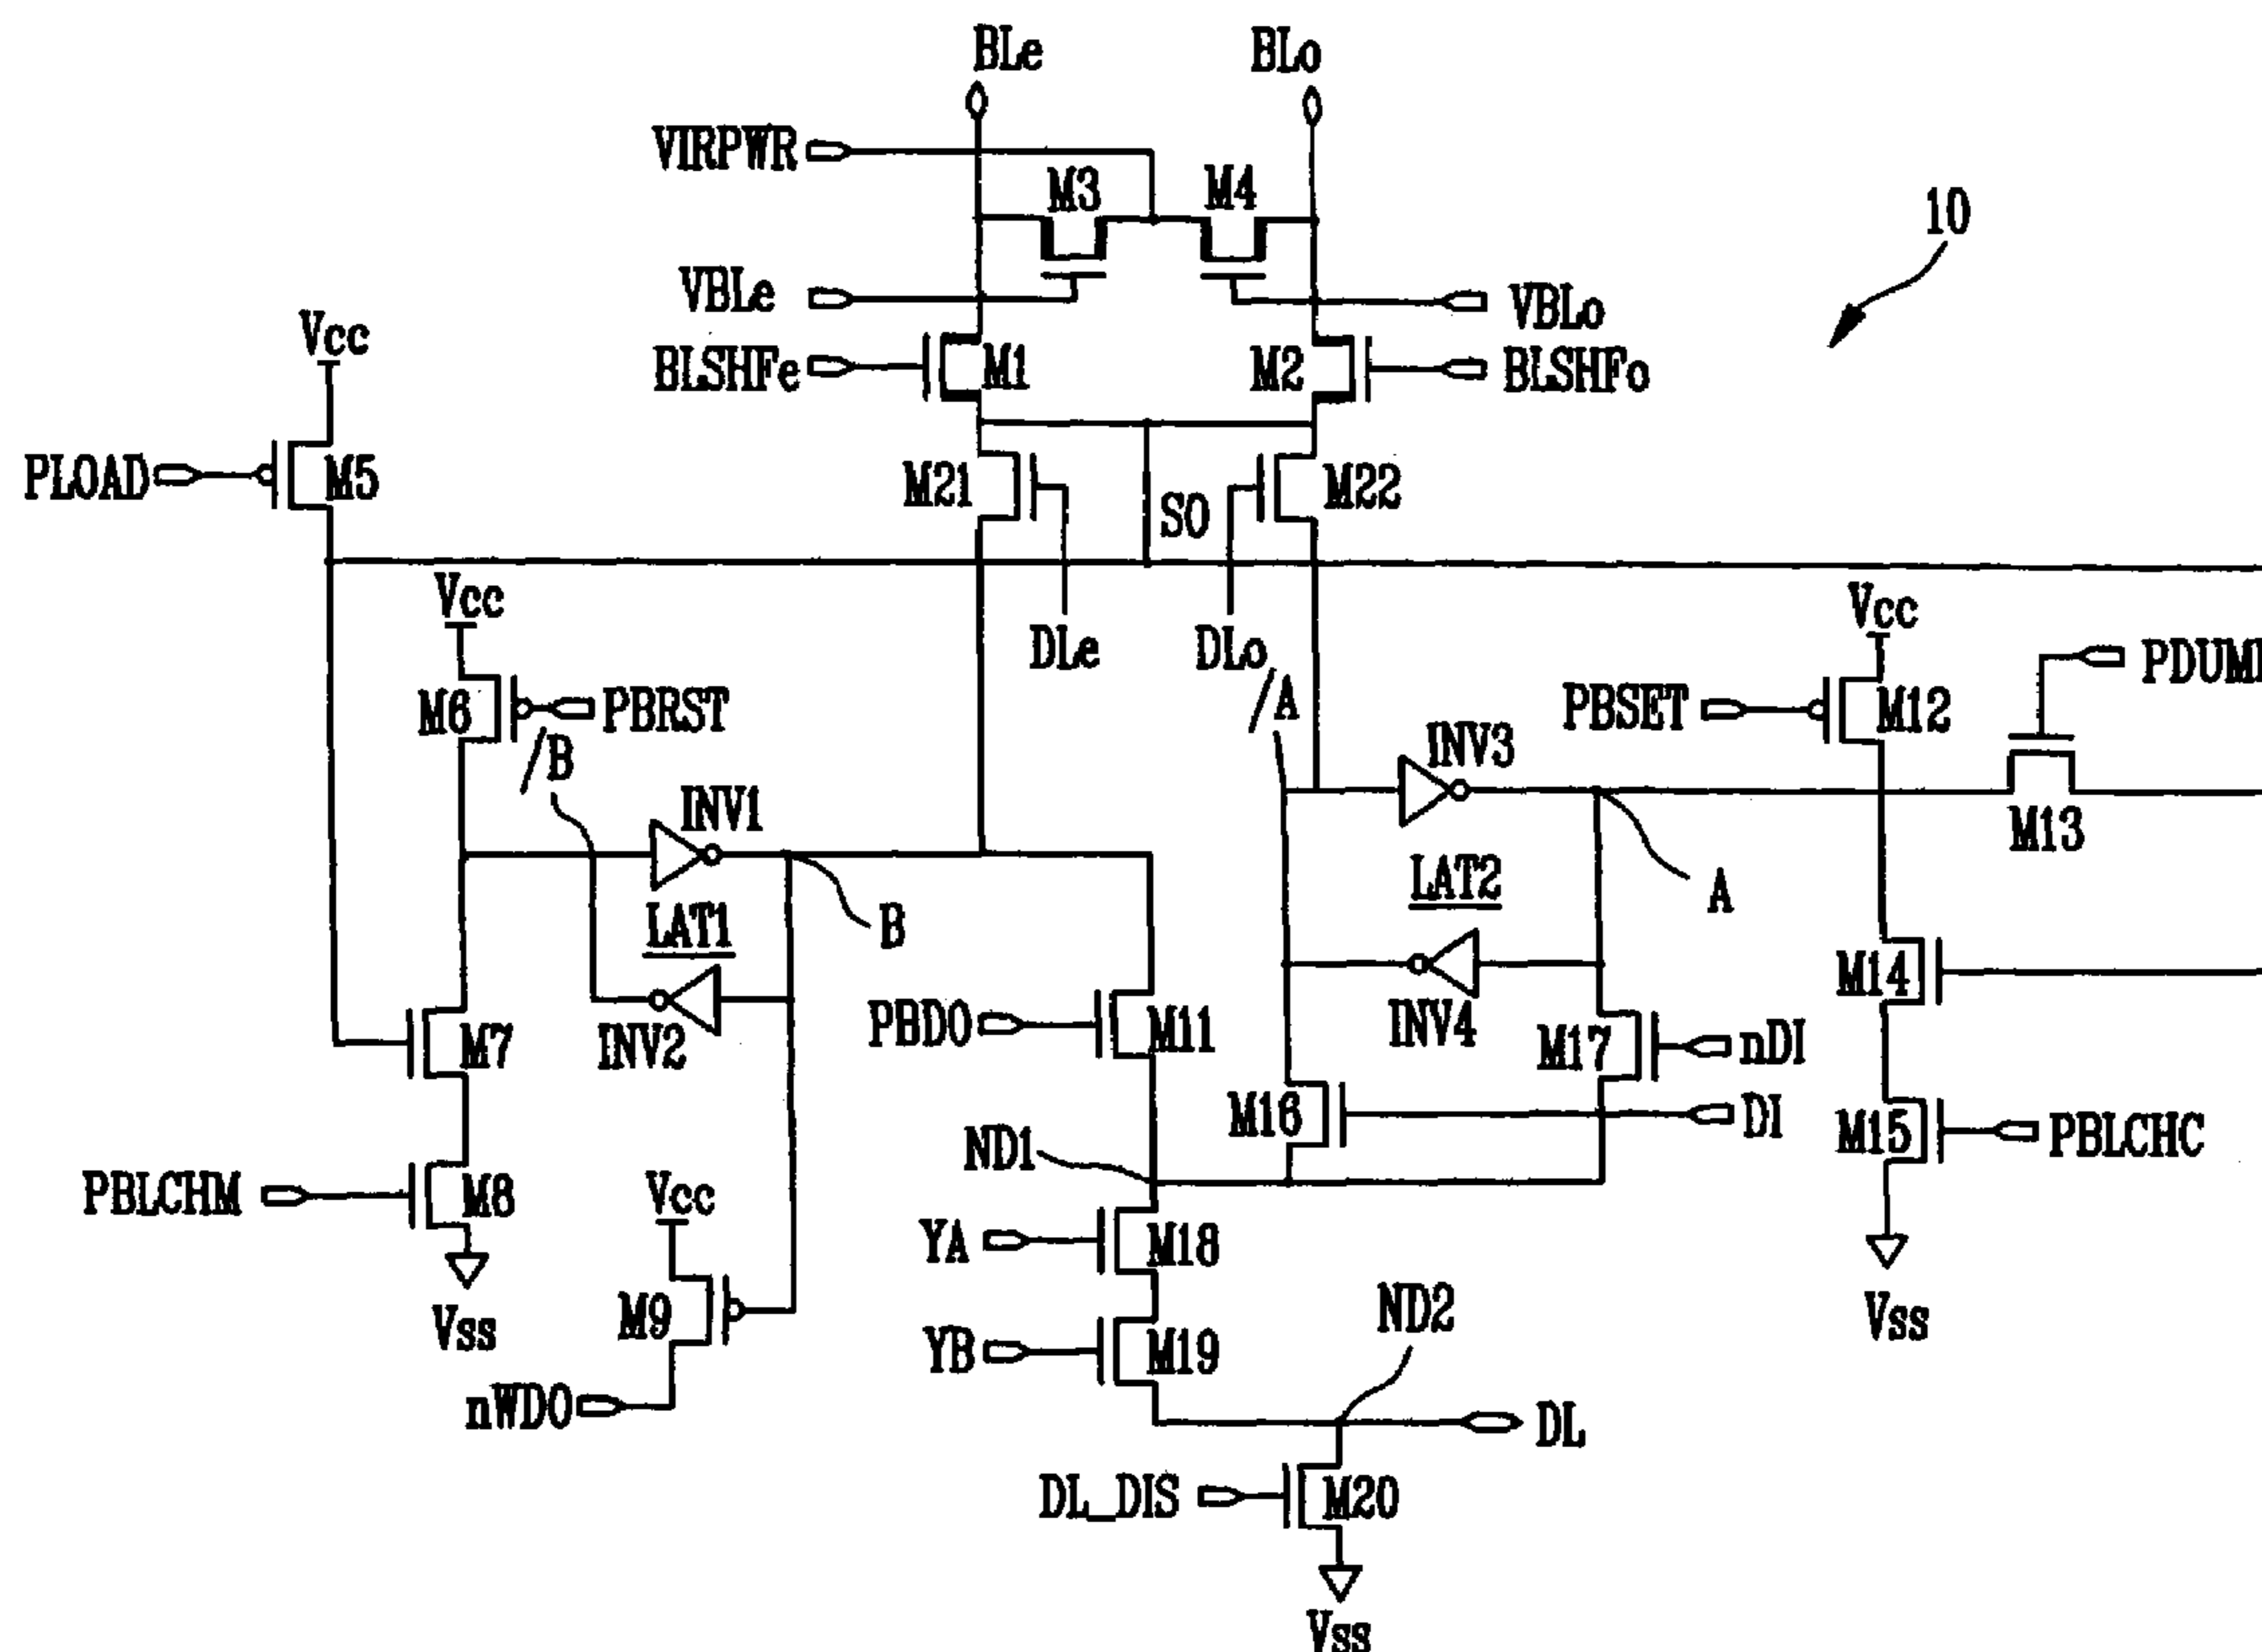 BLe
BLo
VIRPWR
M3
M4
10
VBLe
VBLo
Vcc
BLSHFe
M1
M2
BLSHFo
PLOAD
M5
M21
SO
M22
Vcc
DLe
DLo
Vcc
PDUM
M6
PBRST
/A
PBSET
M12
/B
INV3
INV1
M13
LAT2
A
LAT1
B
M14
PBDO
M11
INV4
M17
nDI
INV2
M7
M16
DI
ND1
M15
PBLCHC
PBLCHM
M8
Vcc
YA
M18
ND2
Vss
M9
Vss
YB
M19
nWDO
DL
DL_DIS
M20
Vss